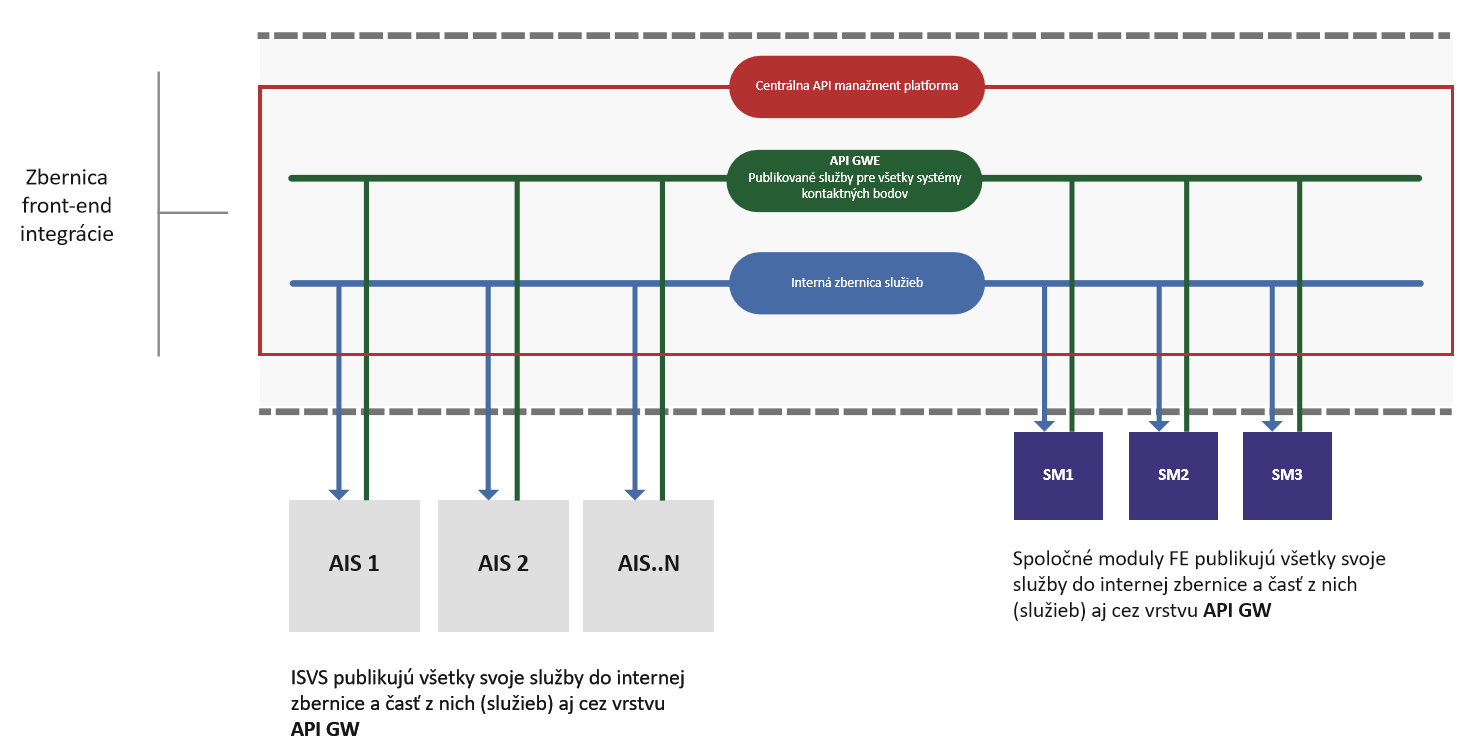 Centrálna API manažment platforma
API GWE
Publikované služby pre všetky systémy
kontaktných bodov
Zbernica
front-end
integrácie
Interná zbernica služieb
SM1
SM2
SM3
AIS 1
AIS 2
AIS..N
Spoločné moduly FE publikujú všetky svoje
služby do internej zbernice a časť z nich
(služieb) aj cez vrstvu API GW
ISVS publikujú všetky svoje služby do internej
zbernice a časť z nich (služieb) aj cez vrstvu
API GW